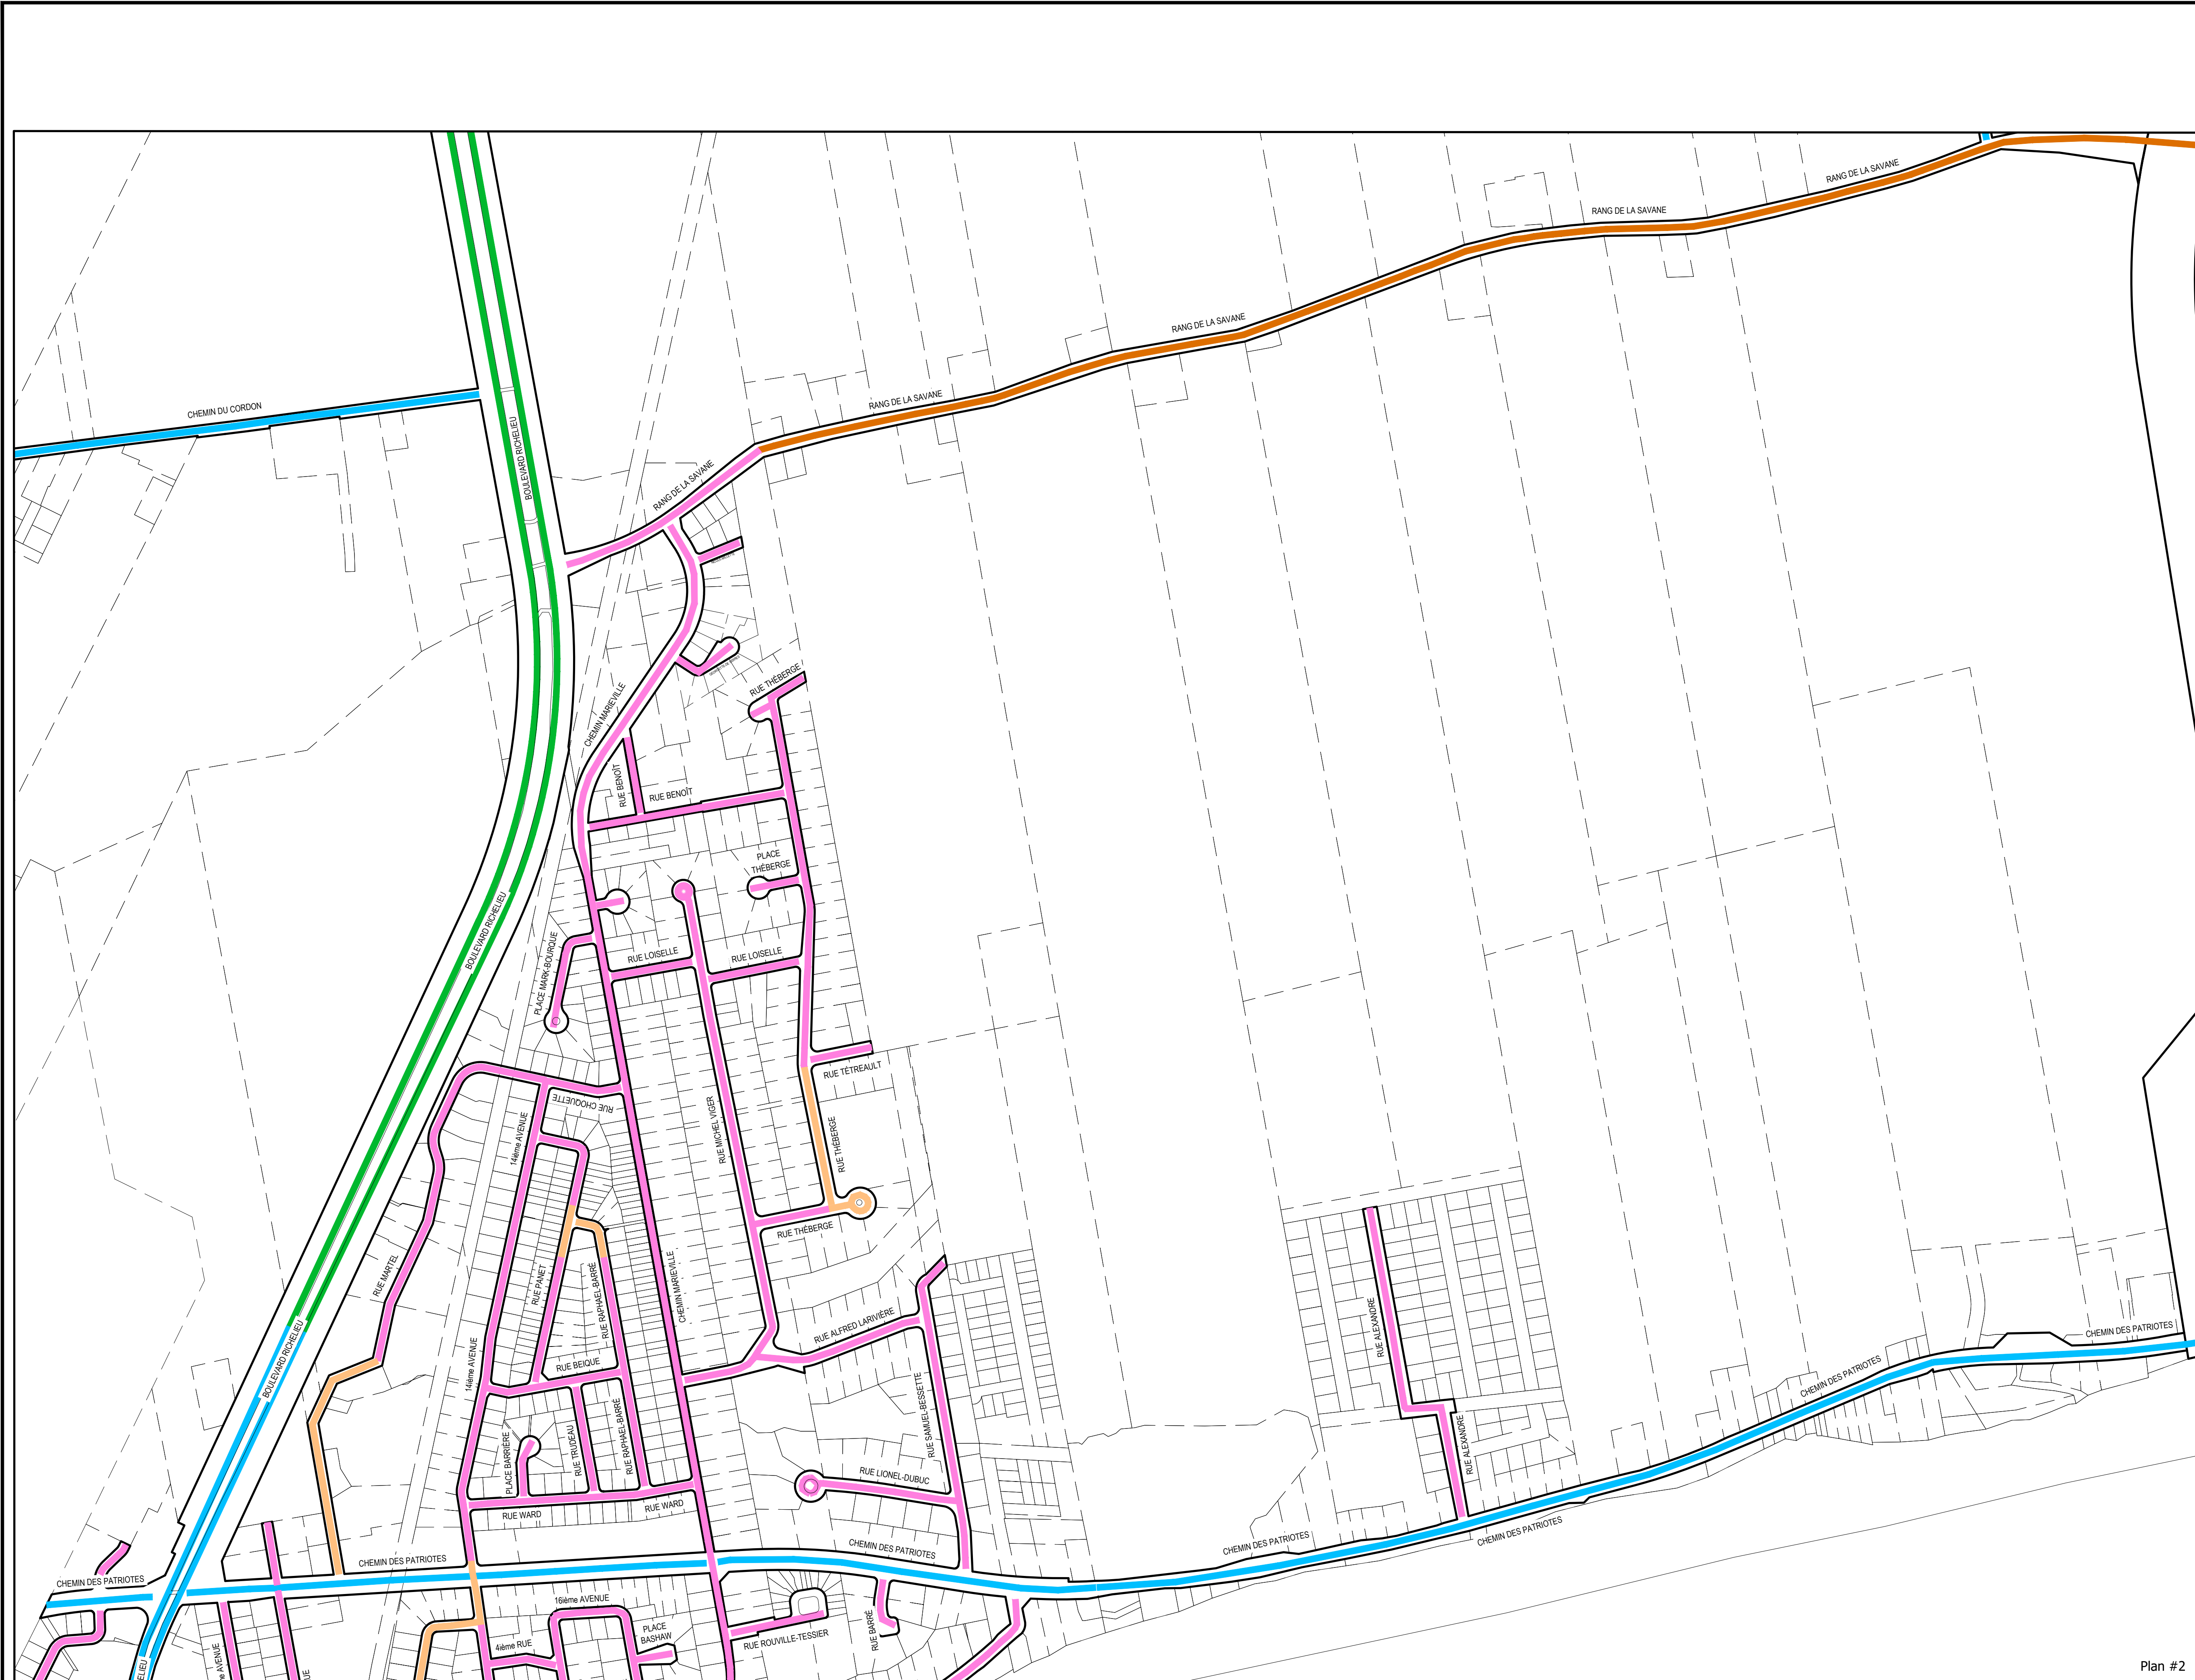 RANG DE LA SAVANE
RANG DE LA SAVANE
RANG DE LA SAVANE
RANG DE LA SAVANE
CHEMIN DU CORDON
BOULEVARD RICHELIEU
RANG DE LA SAVANE
CHEMIN MARIEVILLE
RUE THÉBERGE
RUE BENOÎT
RUE BENOÎT
PLACE
THÉBERGE
BOULEVARD RICHELIEU
PLACE MARK-BOURQUE
RUE LOISELLE
RUE LOISELLE
RUE TÉTREAULT
RUE CHOQUETTE
14ième AVENUE
RUE MICHEL VIGER
RUE THÉBERGE
RUE THÉBERGE
RUE MARTEL
RUE PANET
RUE RAPHAEL-BARRÉ
CHEMIN MARIEVILLE
RUE ALFRED LARIVIÈRE
RUE ALEXANDRE
CHEMIN DES PATRIOTES
BOULEVARD RICHELIEU
14ième AVENUE
RUE BEIQUE
CHEMIN DES PATRIOTES
RUE SAMUEL-BESSETTE
PLACE BARRIÈRE
RUE TRUDEAU
RUE RAPHAEL-BARRÉ
RUE ALEXANDRE
RUE LIONEL-DUBUC
RUE WARD
RUE WARD
CHEMIN DES PATRIOTES
CHEMIN DES PATRIOTES
CHEMIN DES PATRIOTES
CHEMIN DES PATRIOTES
CHEMIN DES PATRIOTES
16ième AVENUE
PLACE
BASHAW
4ième RUE
RUE ROUVILLE-TESSIER
RUE BARRÉ
AVENUE
UE
ELIEU
Plan #2